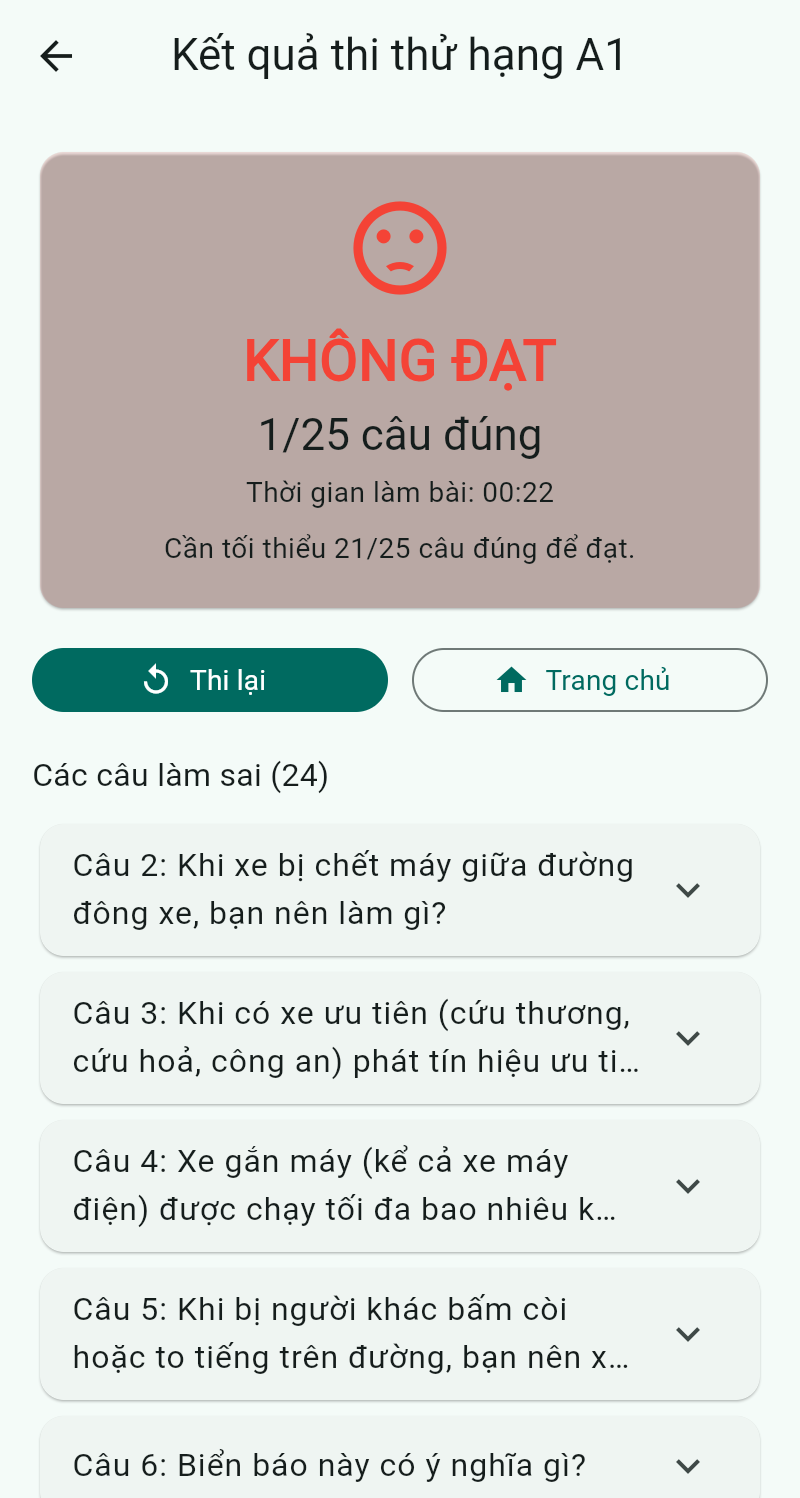 Kết quả thi thử hạng A1
KHÔNG ĐẠT
1/25 câu đúng
Thời gian làm bài: 00:22
Cần tối thiểu 21/25 câu đúng để đạt.
Thi lại
Trang chủ
Các câu làm sai (24)
Câu 2: Khi xe bị chết máy giữa đường
đông xe, bạn nên làm gì?
Câu 3: Khi có xe ưu tiên (cứu thương,
cứu hoả, công an) phát tín hiệu ưu ti...
Câu 4: Xe gắn máy (kể cả xe máy
điện) được chạy tối đa bao nhiêu k...
Câu 5: Khi bị người khác bấm còi
hoặc to tiếng trên đường, bạn nên x...
Câu 6: Biển báo này có ý nghĩa gì?